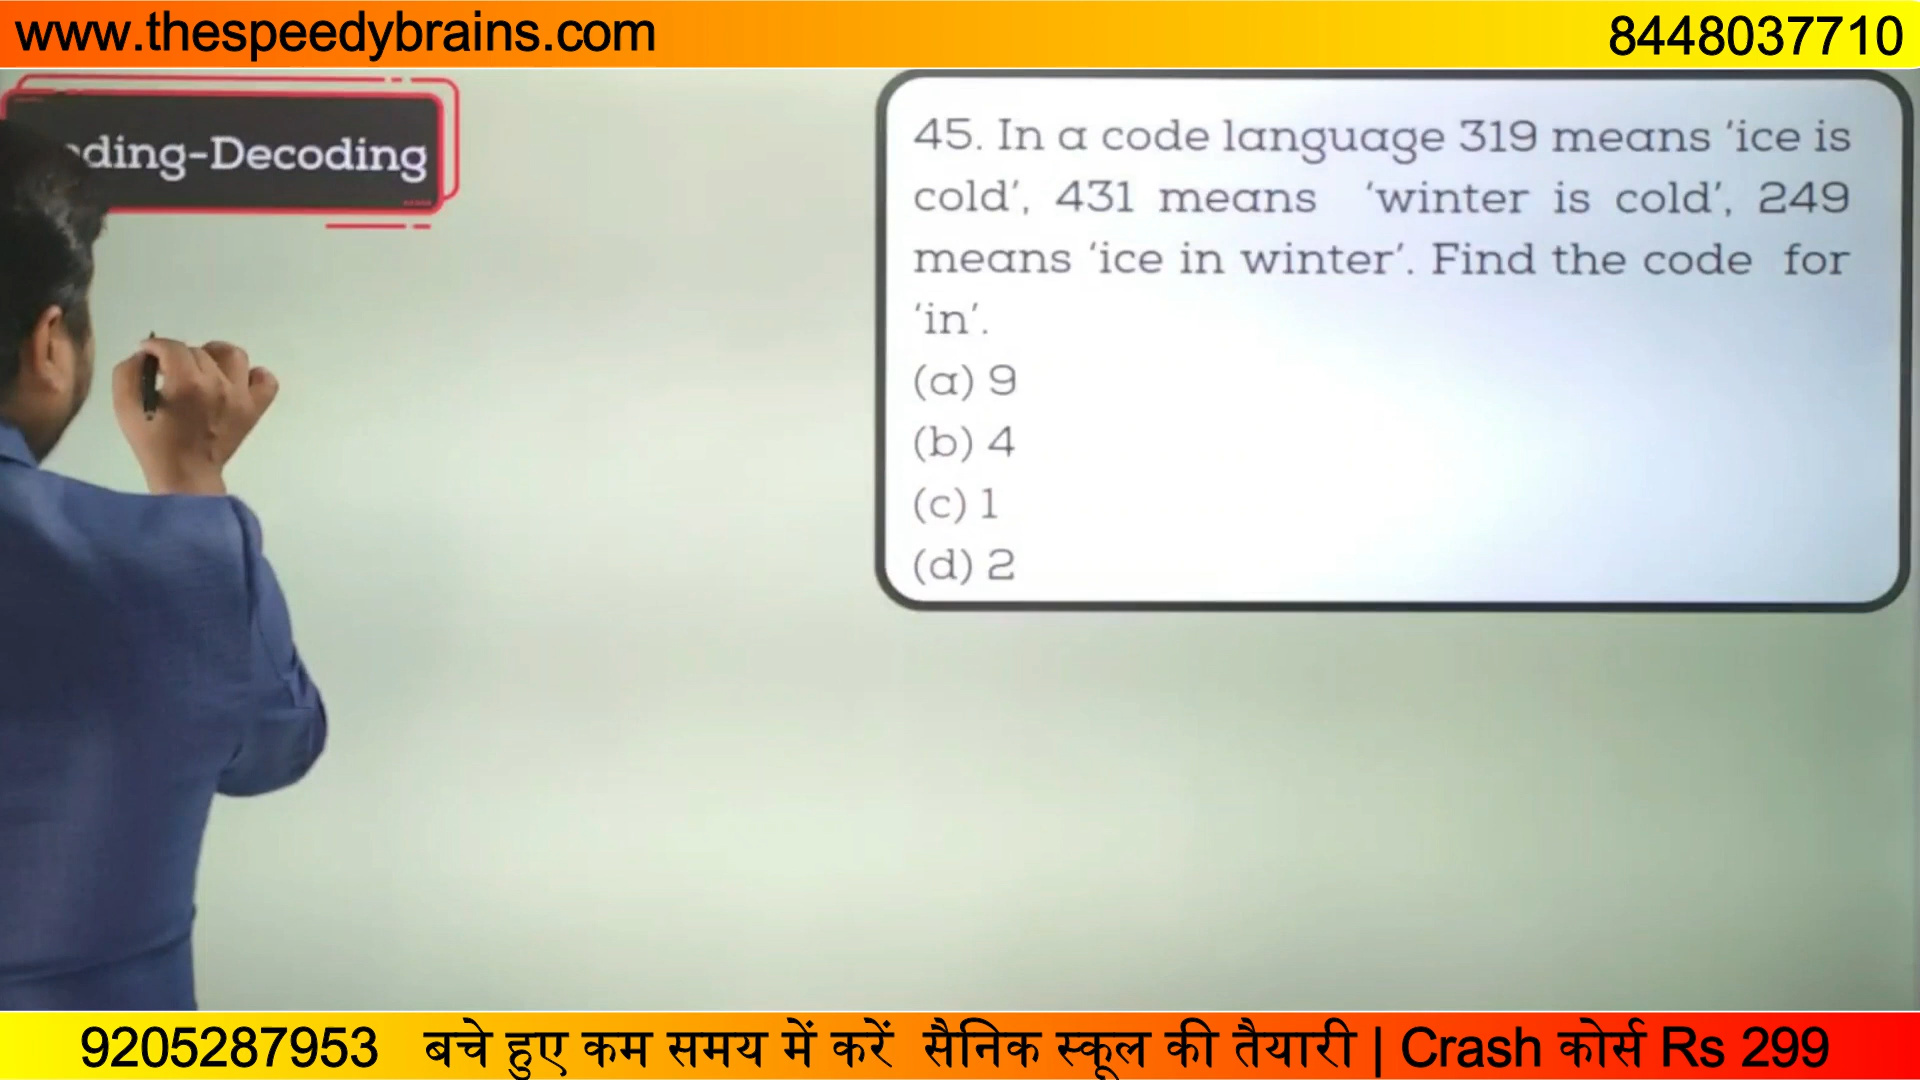 www.thespeedybrains.com
8448037710
ding-Decoding
45. In a code language 319 means 'ice is
cold', 431 means 'winter is cold', 249
means 'ice in winter'. Find the code for
'in'.
(a) 9
(b) 4
(c) 1
(d) 2
9205287953 बचे हुए कम समय में करें सैनिक स्कूल की तैयारी | Crash कोर्स Rs 299